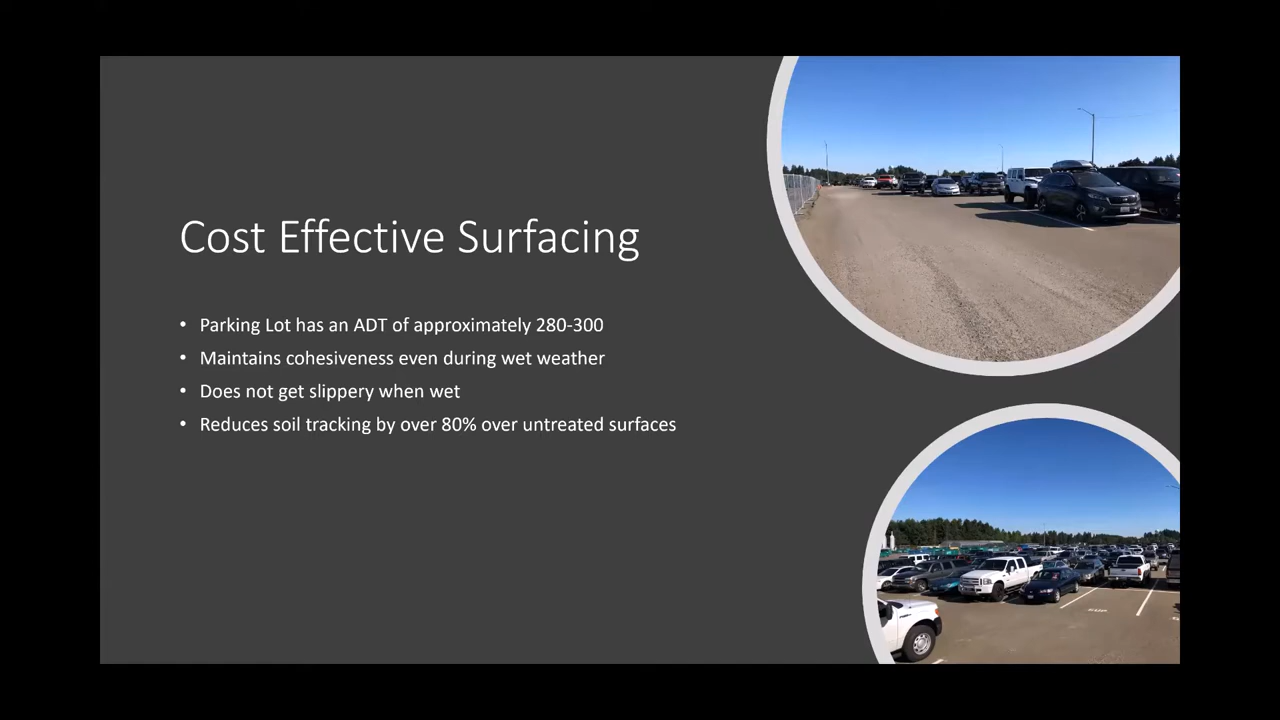 Cost Effective Surfacing
• Parking Lot has an ADT of approximately 280-300
• Maintains cohesiveness even during wet weather
• Does not get slippery when wet
• Reduces soil tracking by over 80% over untreated surfaces